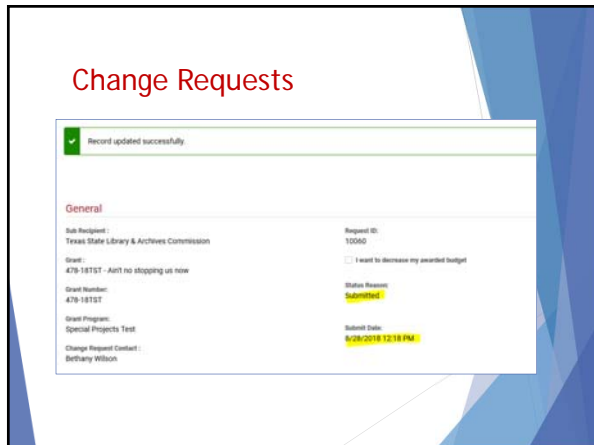 Change Requests
Record updated successfully.
General
Sub Recipient :
Texas State Library & Archives Commission
Grant :
478-18TST - Ain't no stopping us now
Grant Number:
478-18TST
Grant Program:
Special Projects Test
Change Request Contact :
Bethany Wilson
Request ID:
10060
I want to decrease my awarded budget
Status Reason:
Submitted
Submit Date:
8/28/2018 12:18 PM